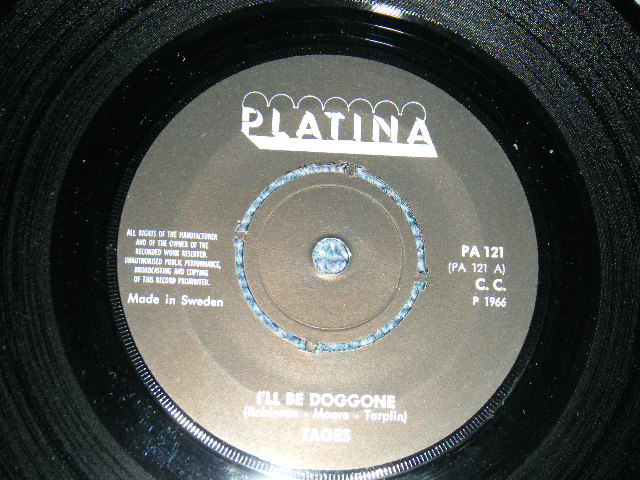 PLATINA
ALL RIGHTS OF THE MANUFACTURER
AND OF THE OWNER OF THE
RECORDED WORK RESERVED.
UNAUTHORISED PUBLIC PERFORMANCE,
BROADCASTING AND COPYING
OF THIS RECORD PROHIBITED.
Made in Sweden
PA 121
(PA 121 A)
C. C.
P 1966
I'LL BE DOGGONE
(Robinson - Moore - Tarplin)
TAGES